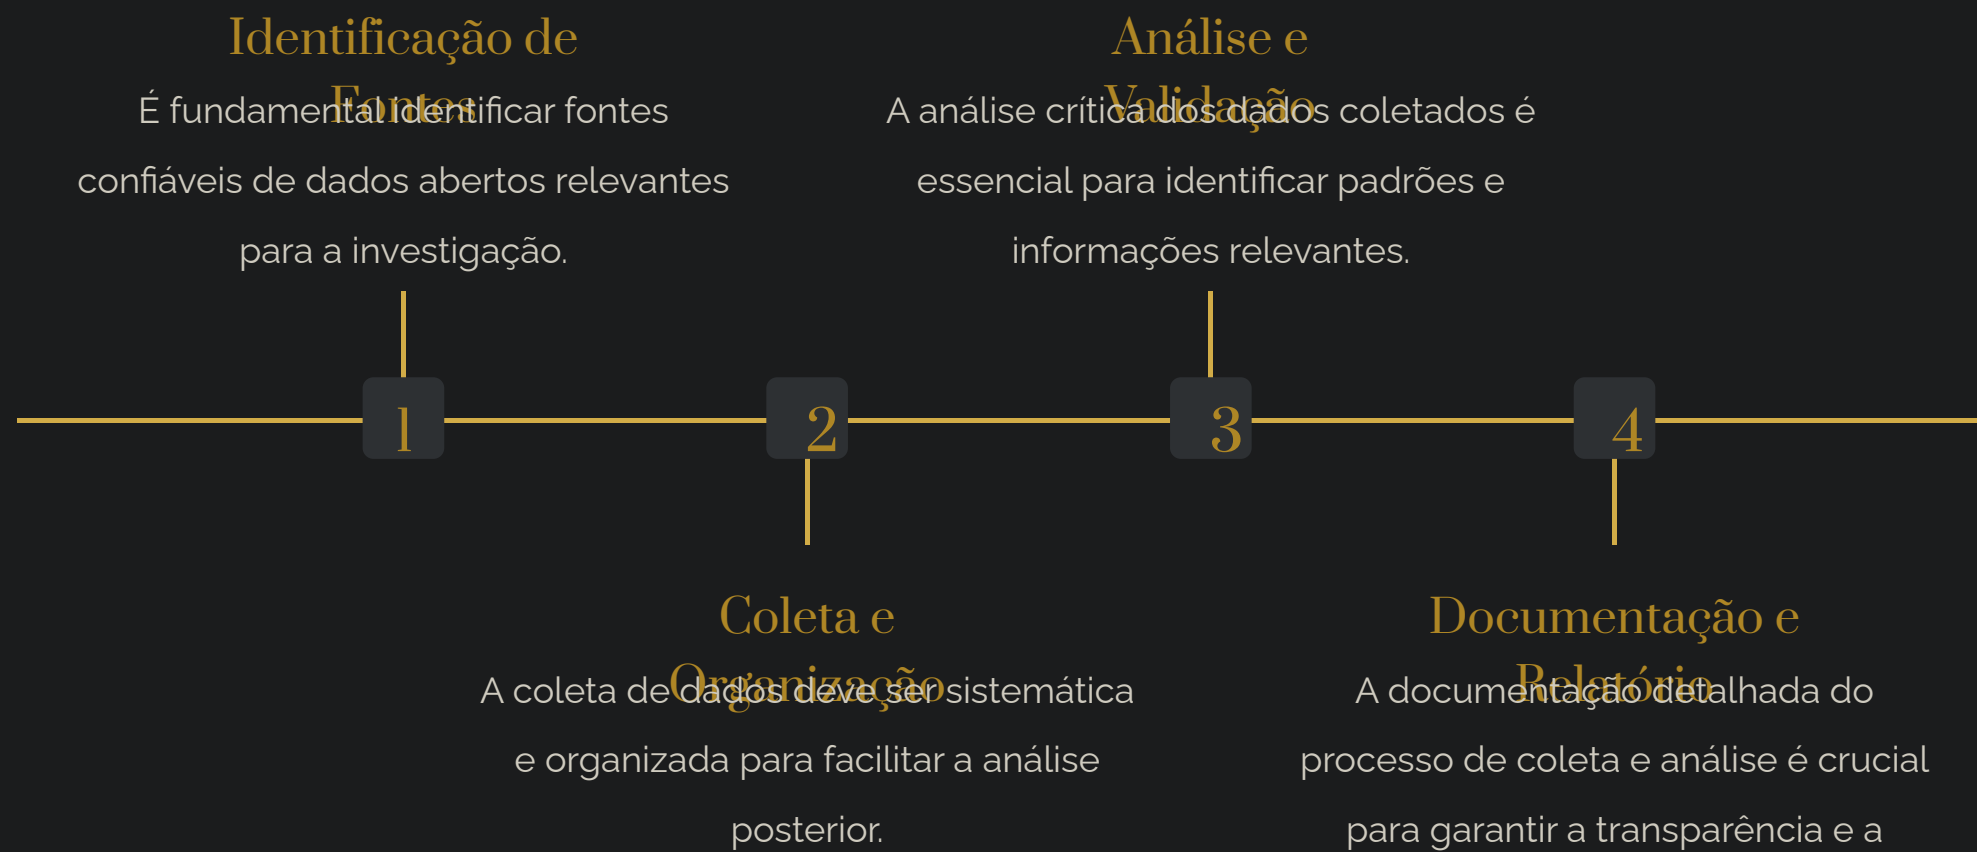 Identificação de
Fontes
É fundamental identificar fontes
confiáveis de dados abertos relevantes
para a investigação.
Análise e
Validação
A análise crítica dos dados coletados é
essencial para identificar padrões e
informações relevantes.
1
2
3
4
Coleta e
Organização
A coleta de dados deve ser sistemática
e organizada para facilitar a análise
posterior.
Documentação e
Relatório
A documentação detalhada do
processo de coleta e análise é crucial
para garantir a transparência e a